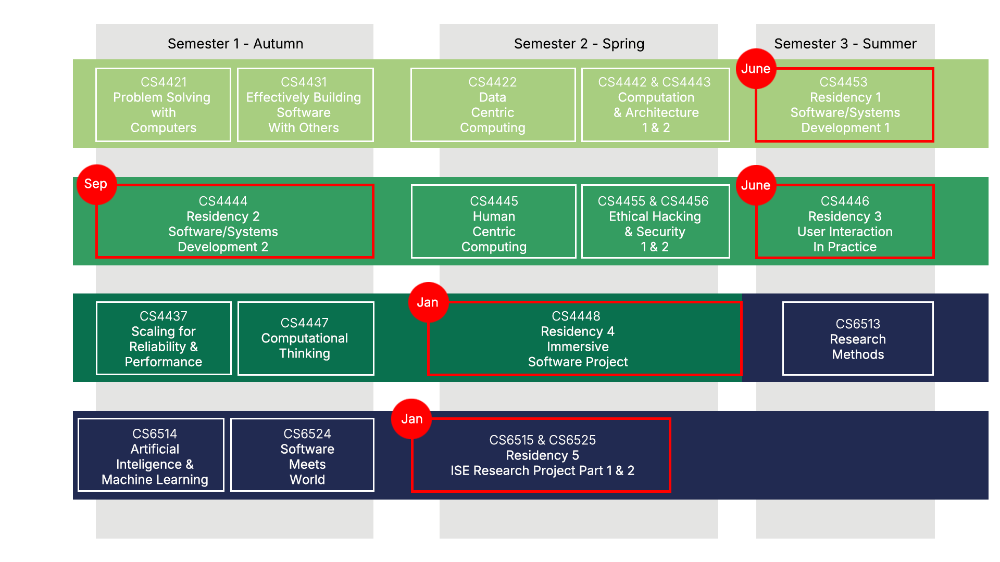 Semester 1 - Autumn
Semester 2 - Spring
Semester 3 - Summer
CS4421
Problem Solving
with
Computers
CS4431
Effectively Building
Software
With Others
CS4422
Data
Centric
Computing
CS4442 & CS4443
Computation
& Architecture
1 & 2
June
CS4453
Residency 1
Software/Systems
Development 1
Sep
CS4444
Residency 2
Software/Systems
Development 2
CS4445
Human
Centric
Computing
CS4455 & CS4456
Ethical Hacking
& Security
1 & 2
June
CS4446
Residency 3
User Interaction
In Practice
CS4437
Scaling for
Reliability &
Performance
CS4447
Computational
Thinking
Jan
CS4448
Residency 4
Immersive
Software Project
CS6513
Research
Methods
CS6514
Artificial
Inteligence &
Machine Learning
CS6524
Software
Meets
World
Jan
CS6515 & CS6525
Residency 5
ISE Research Project Part 1 & 2